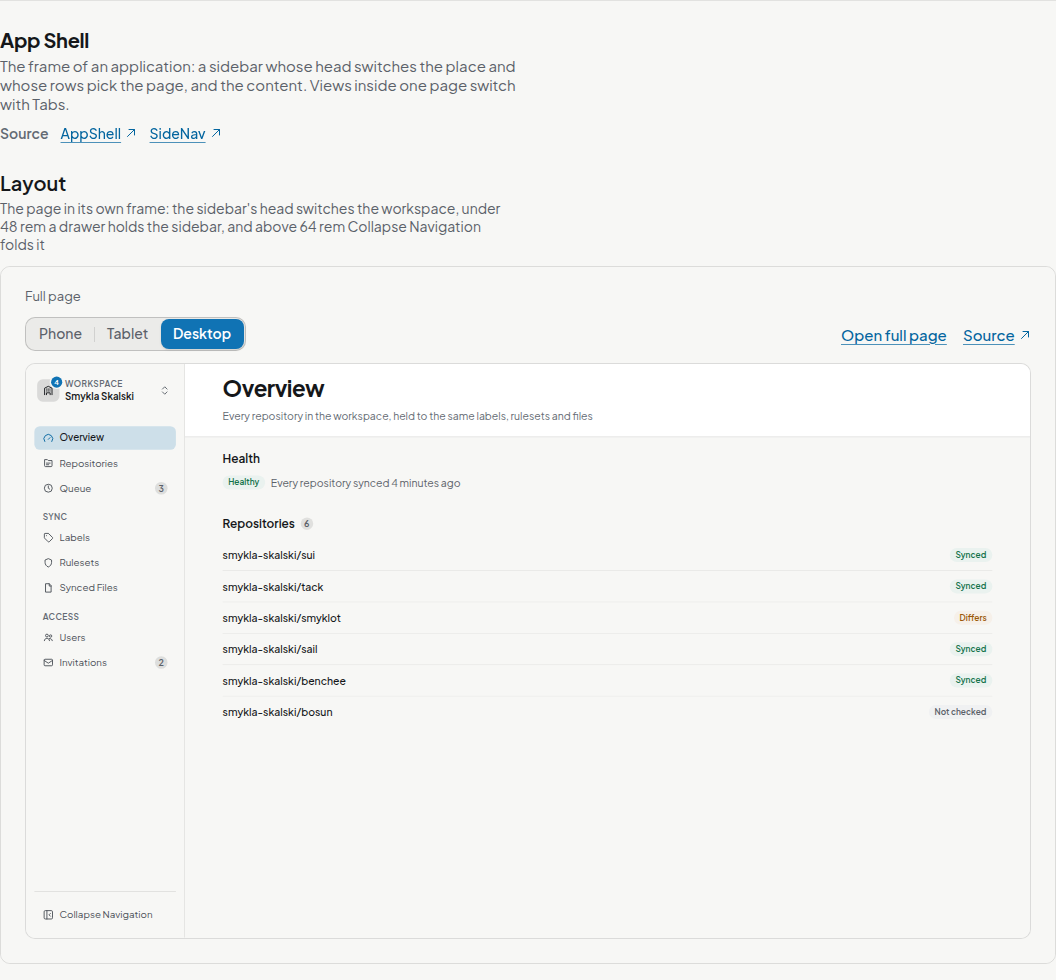 App Shell
The frame of an application: a sidebar whose head switches the place and
whose rows pick the page, and the content. Views inside one page switch
with Tabs.
Source AppShell SideNav
Layout
The page in its own frame: the sidebar's head switches the workspace, under
48 rem a drawer holds the sidebar, and above 64 rem Collapse Navigation
folds it
Full page
Phone Tablet Desktop
Open full page Source
4
WORKSPACE
Smykla Skalski
Overview
Repositories
Queue 3
SYNC
Labels
Rulesets
Synced Files
ACCESS
Users
Invitations 2
Collapse Navigation
Overview
Every repository in the workspace, held to the same labels, rulesets and files
Health
Healthy Every repository synced 4 minutes ago
Repositories 6
smykla-skalski/sui Synced
smykla-skalski/tack Synced
smykla-skalski/smyklot Differs
smykla-skalski/sail Synced
smykla-skalski/benchee Synced
smykla-skalski/bosun Not checked